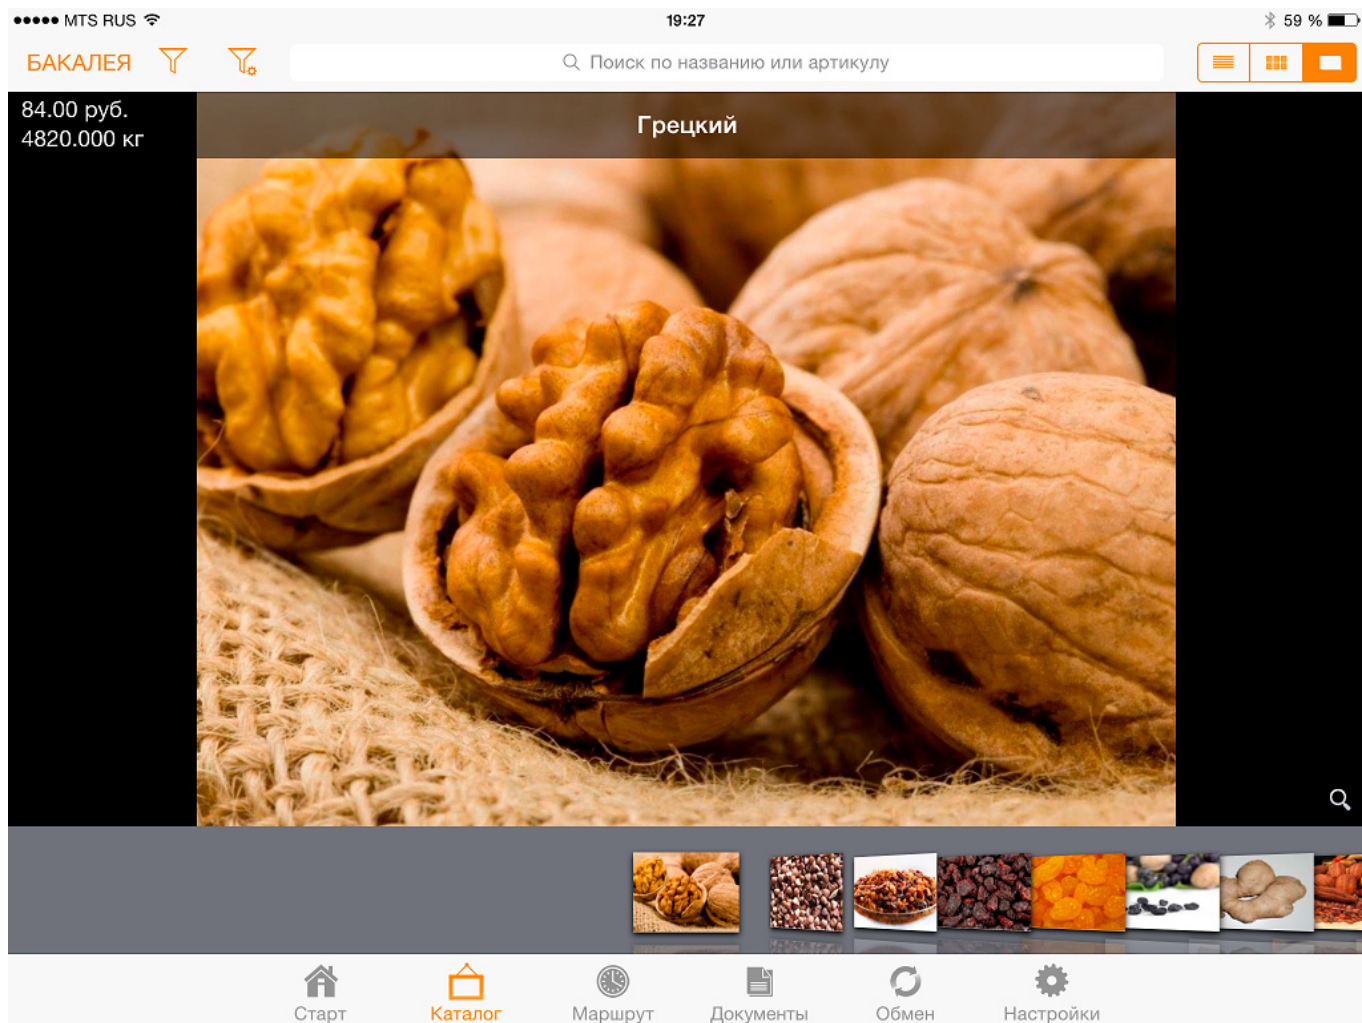 MTS RUS
19:27
59 %
БАКАЛЕЯ
Поиск по названию или артикулу
84.00 руб.
4820.000 кг
Грецкий
Старт
Каталог
Маршрут
Документы
Обмен
Настройки